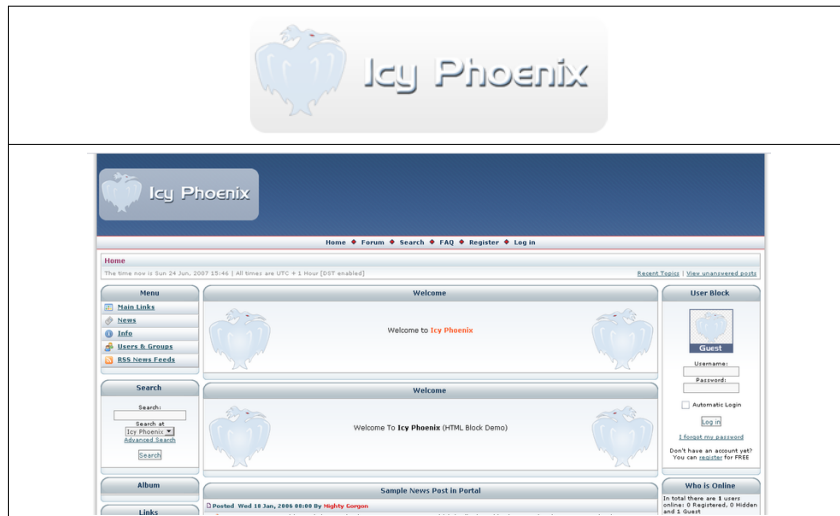 Icy Phoenix
Icy Phoenix
Home ◆ Forum ◆ Search ◆ FAQ ◆ Register ◆ Log in
Home
The time now is Sun 24 Jun, 2007 15:46 | All times are UTC + 1 Hour [DST enabled]
Recent Topics | View unanswered posts
Menu
Main Links
News
Info
Users & Groups
RSS News Feeds
Search
Search:
Search at
Icy Phoenix
Advanced Search
Search
Album
Links
Welcome
Welcome to Icy Phoenix
Welcome
Welcome To Icy Phoenix (HTML Block Demo)
Sample News Post in Portal
Posted Wed 18 Jan, 2006 00:00 By Mighty Gorgon
User Block
Guest
Username:
Password:
Automatic Login
Log in
I forgot my password
Don't have an account yet?
You can register for FREE
Who is Online
In total there are 1 users
online: 0 Registered, 0 Hidden
and 1 Guest